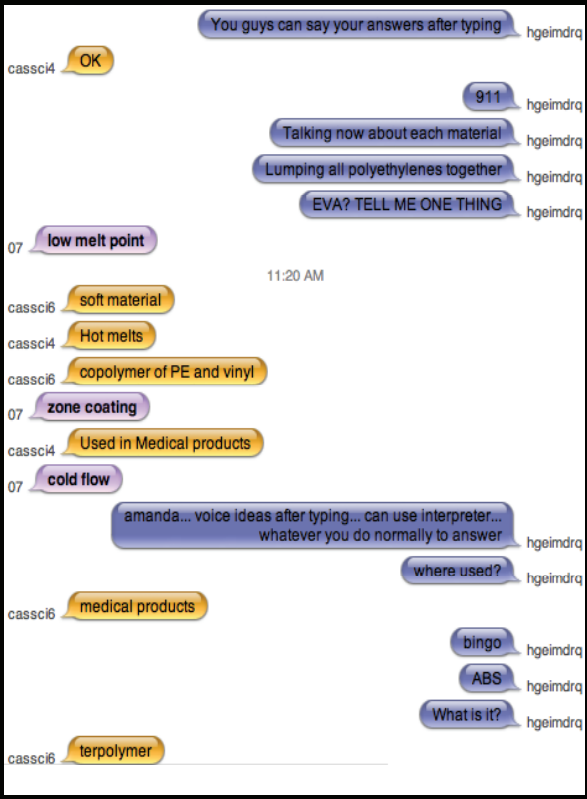 You guys can say your answers after typing hgeimdrq
cassci4 OK
911 hgeimdrq
Talking now about each material hgeimdrq
Lumping all polyethylenes together hgeimdrq
EVA? TELL ME ONE THING hgeimdrq
07 low melt point
11:20 AM
cassci6 soft material
cassci4 Hot melts
cassci6 copolymer of PE and vinyl
07 zone coating
cassci4 Used in Medical products
07 cold flow
amanda... voice ideas after typing... can use interpreter...
whatever you do normally to answer hgeimdrq
where used? hgeimdrq
cassci6 medical products
bingo hgeimdrq
ABS hgeimdrq
What is it? hgeimdrq
cassci6 terpolymer